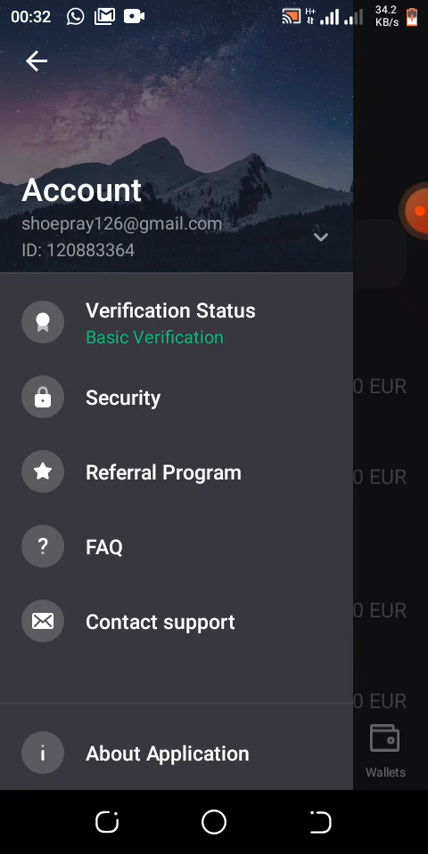 00:32
H+
34.2
KB/s
Account
shoepray126@gmail.com
ID: 120883364
Verification Status
Basic Verification
Security
0 EUR
Referral Program
0 EUR
FAQ
Contact support
0 EUR
0 EUR
About Application
Wallets